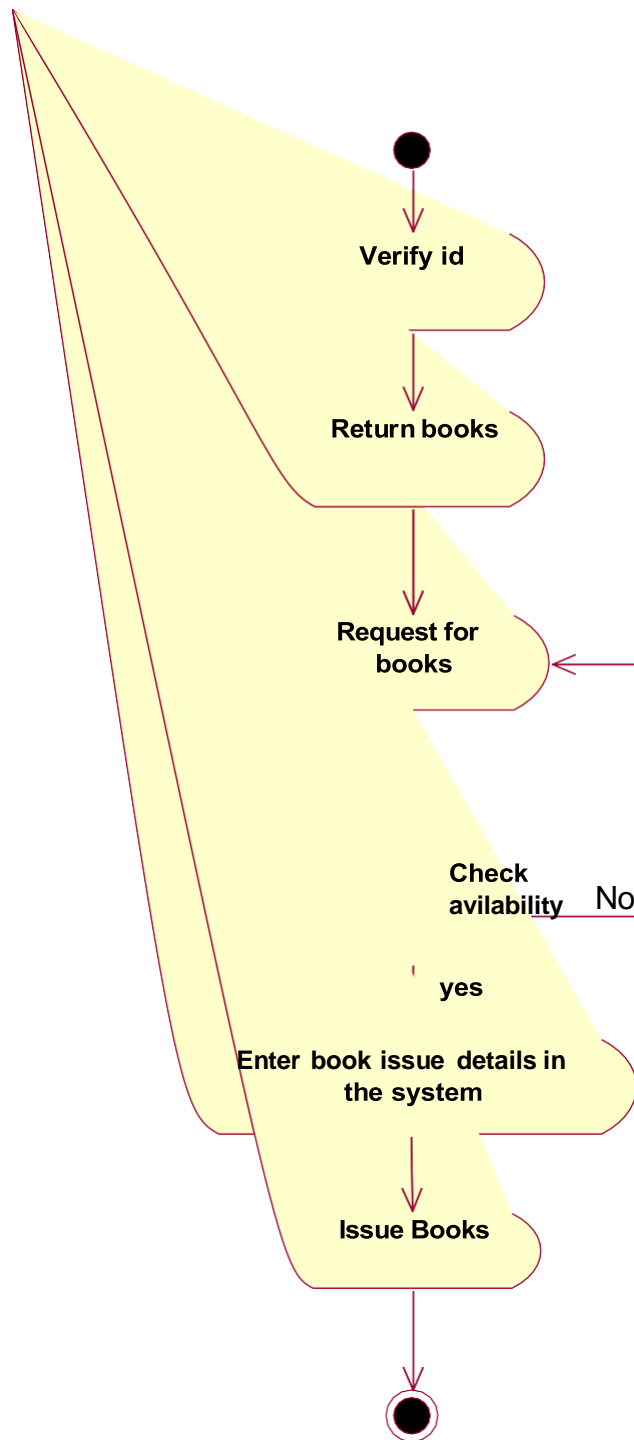 Verify id
Return books
Request for
books
Check
avilability
No
yes
Enter book issue details in
the system
Issue Books